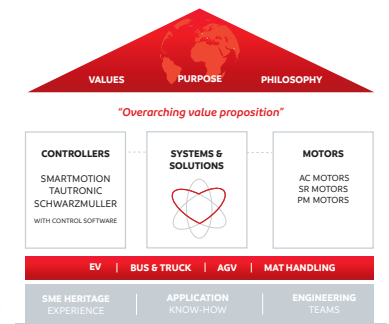 VALUES PURPOSE PHILOSOPHY
"Overarching value proposition"
CONTROLLERS
SMARTMOTION
TAUTRONIC
SCHWARZMULLER
WITH CONTROL SOFTWARE
SYSTEMS &
SOLUTIONS
MOTORS
AC MOTORS
SR MOTORS
PM MOTORS
EV | BUS & TRUCK | AGV | MAT HANDLING
SME HERITAGE
EXPERIENCE
APPLICATION
KNOW-HOW
ENGINEERING
TEAMS